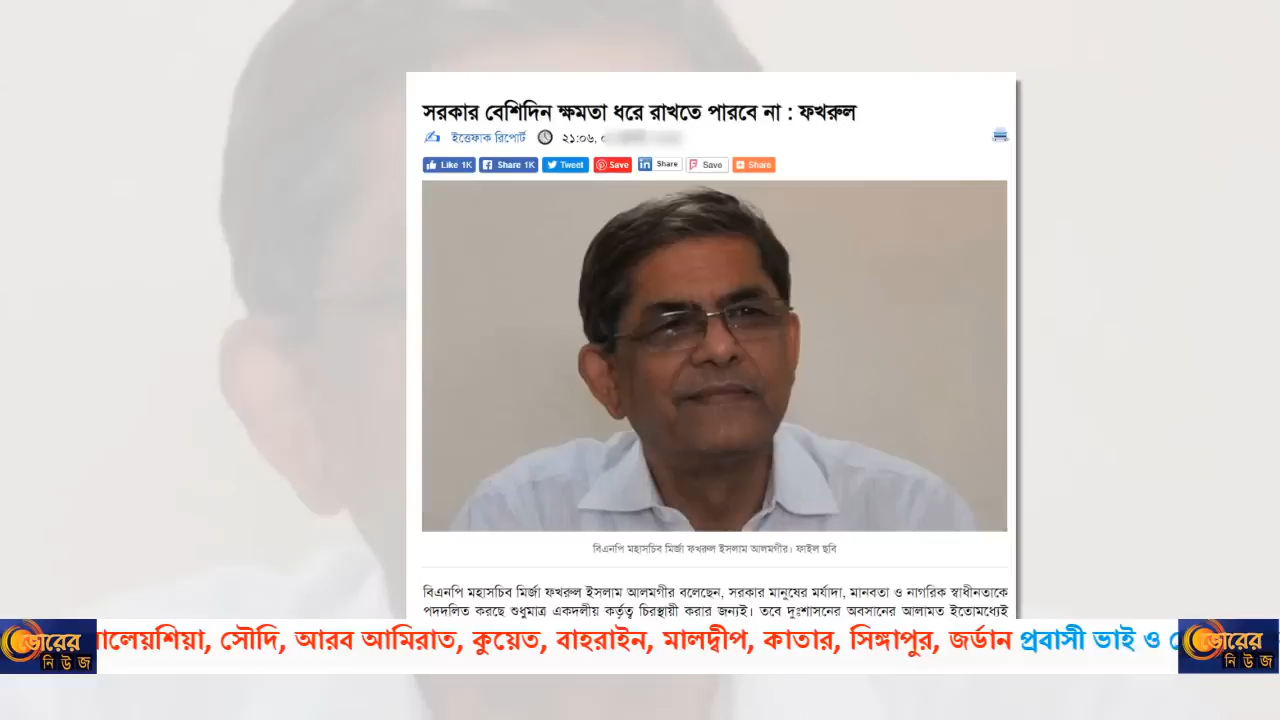 সরকার বেশিদিন ক্ষমতা ধরে রাখতে পারবে না : ফখরুল
ইত্তেফাক রিপোর্ট ২১:০৬,
Like 1K Share 1K Tweet Save Share Save Share
বিএনপি মহাসচিব মির্জা ফখরুল ইসলাম আলমগীর। ফাইল ছবি
বিএনপি মহাসচিব মির্জা ফখরুল ইসলাম আলমগীর বলেছেন, সরকার মানুষের মর্যাদা, মানবতা ও নাগরিক স্বাধীনতাকে
পদদলিত করছে শুধুমাত্র একদলীয় কর্তৃত্ব চিরস্থায়ী করার জন্যই। তবে দুঃশাসনের অবসানের আলামত ইতোমধ্যেই
ভোরের
নিউজ
লেয়শিয়া, সৌদি, আরব আমিরাত, কুয়েত, বাহরাইন, মালদ্বীপ, কাতার, সিঙ্গাপুর, জর্ডান প্রবাসী ভাই ও
ভোরের
নিউজ